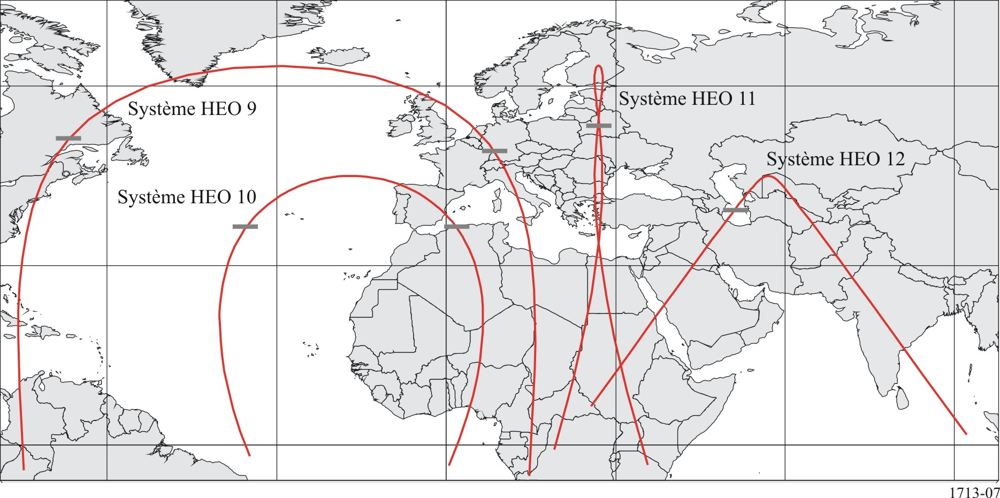 Système HEO 11
Système HEO 9
Système HEO 12
Système HEO 10
1713-07